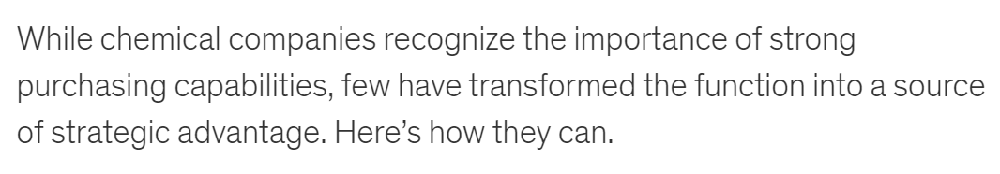 While chemical companies recognize the importance of strong
purchasing capabilities, few have transformed the function into a source
of strategic advantage. Here’s how they can.